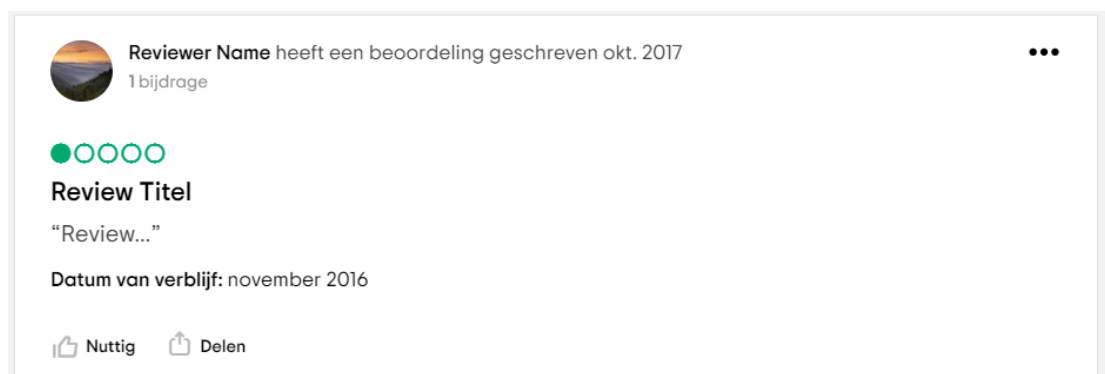 Reviewer Name heeft een beoordeling geschreven okt. 2017
1 bijdrage
Review Titel
“Review...”
Datum van verblijf: november 2016
Nuttig Delen